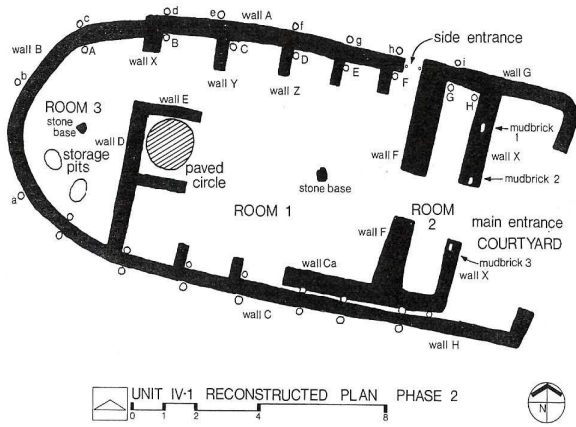 c
d
e
wall A
f
g
h
side entrance
wall B
A
B
C
D
E
F
i
wall G
wall X
wall Y
wall Z
b
G
H
ROOM 3
wall E
stone base
wall D
mudbrick 1
storage pits
paved circle
wall F
wall X
stone base
mudbrick 2
a
ROOM 1
ROOM 2
wall F
main entrance
COURTYARD
wall Ca
wall X
mudbrick 3
wall C
wall H
UNIT IV·1 RECONSTRUCTED PLAN PHASE 2
0 1 2 4 8
N